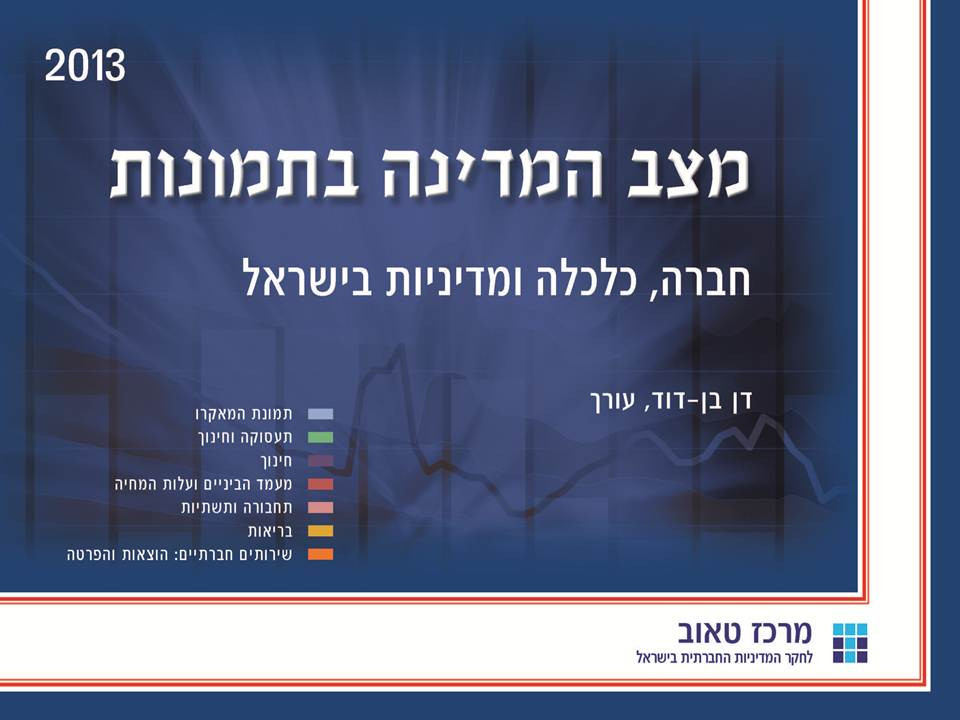 2013
מצב המדינה בתמונות
חברה, כלכלה ומדיניות בישראל
דן בן-דוד, עורך
תמונת המאקרו
תעסוקה וחינוך
חינוך
מעמד הביניים ועלות המחיה
תחבורה ותשתיות
בריאות
שירותים חברתיים: הוצאות והפרטה
מרכז טאוב
לחקר המדיניות החברתית בישראל